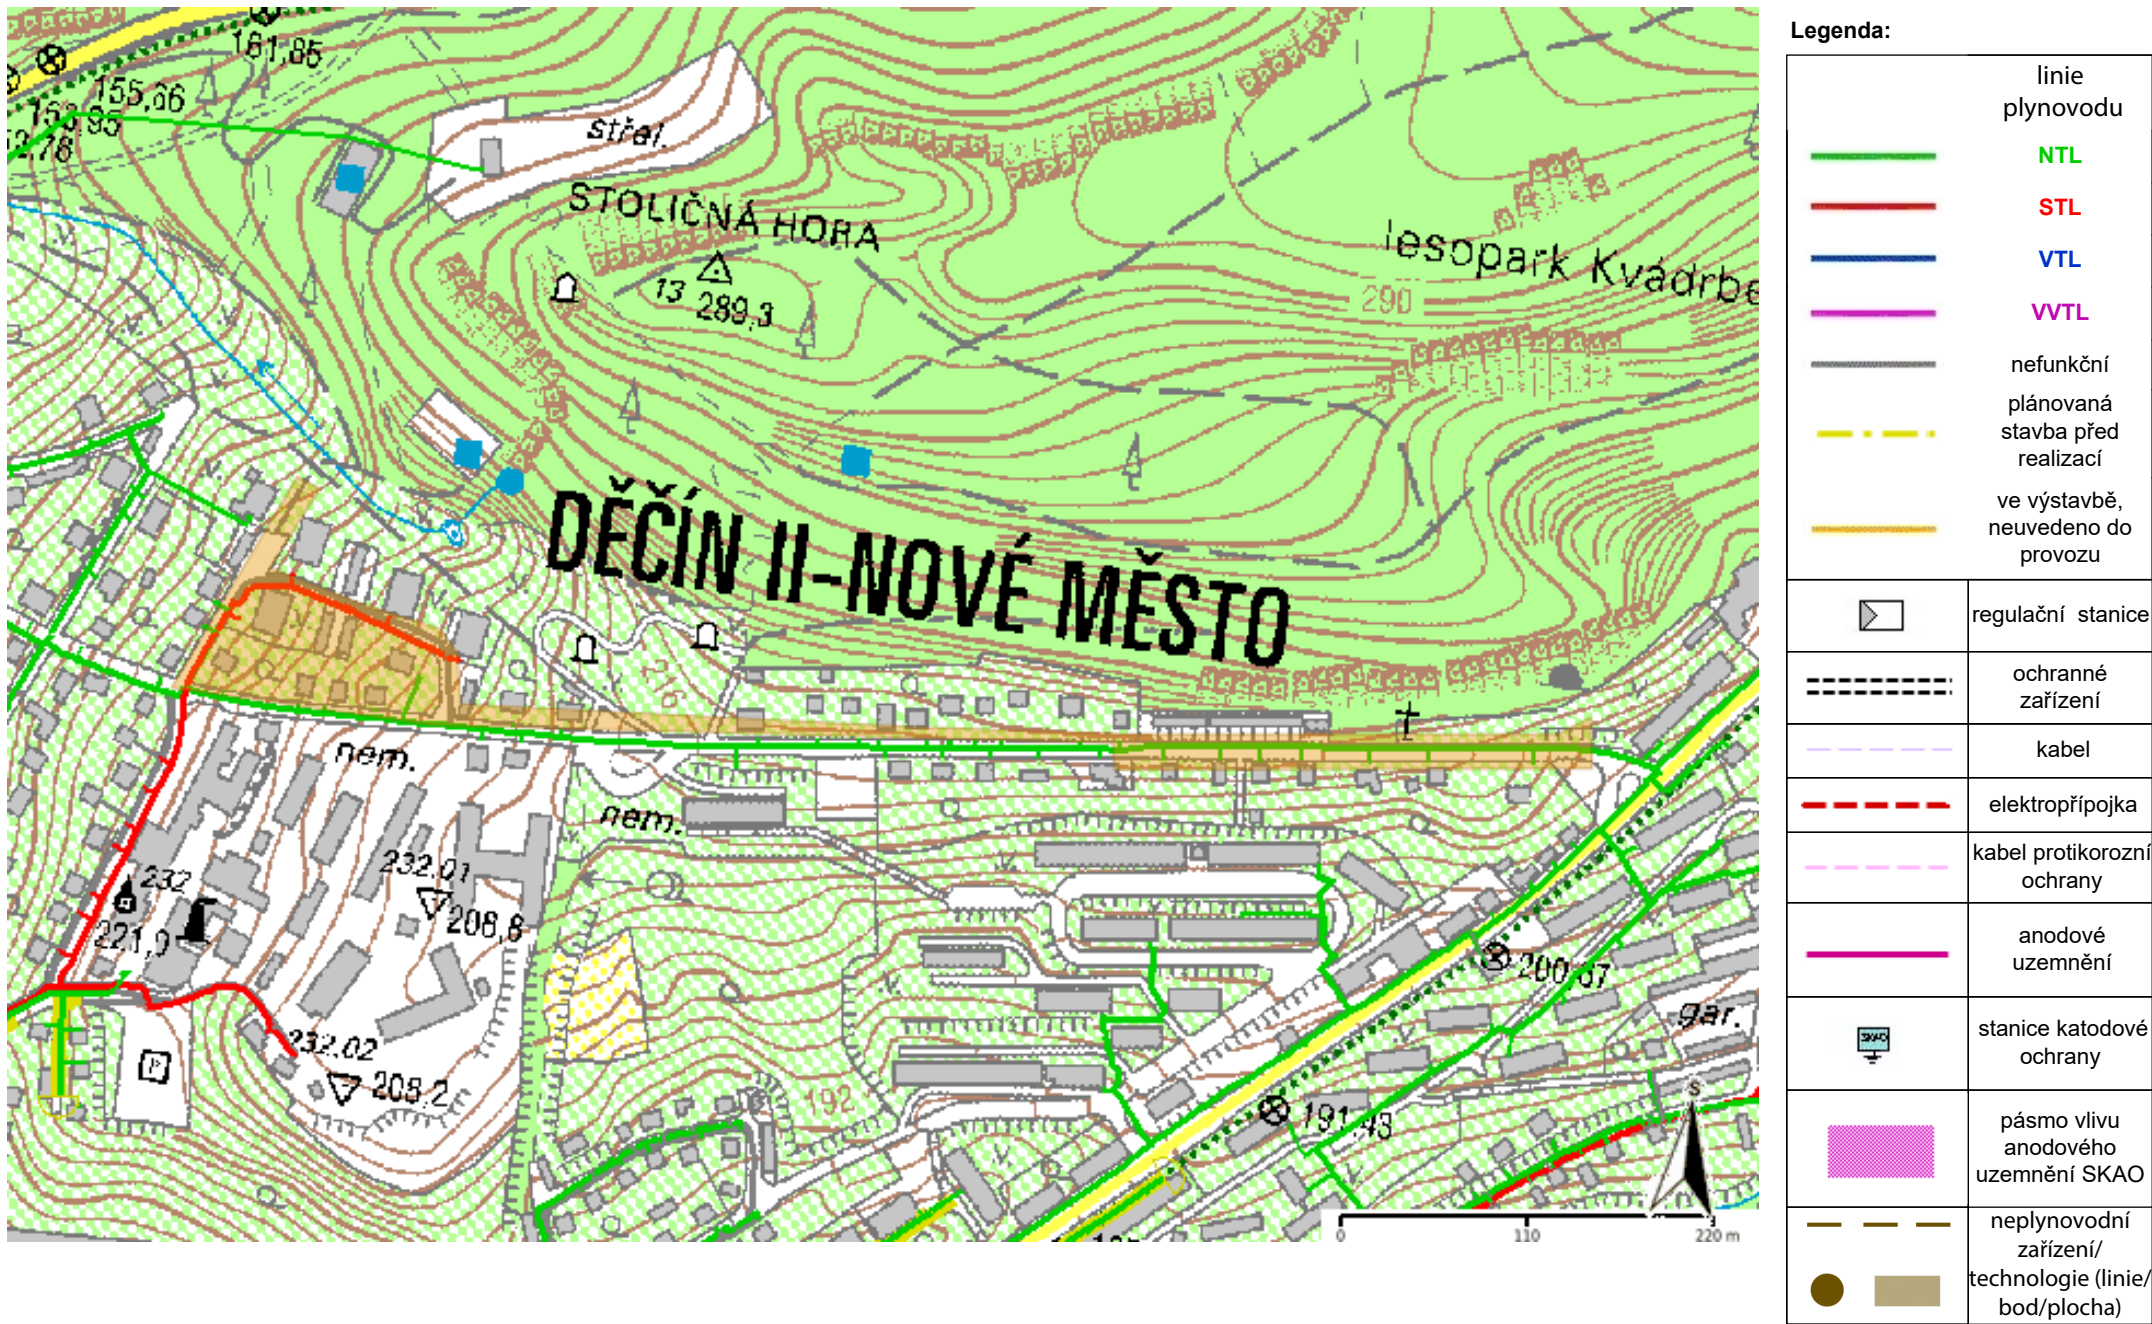 161,85
155,66
153,95
střel.
STOLIČNÁ HORA
13 289,3
lesopark Kvádrbe
290
DĚČÍN II-NOVÉ MĚSTO
216
nem.
nem.
232
221,9
232.01
208,8
232.02
208,2
200,67
gar.
192
191,43
S
0
110
220 m
Legenda:
linie
plynovodu
NTL
STL
VTL
VVTL
nefunkční
plánovaná
stavba před
realizací
ve výstavbě,
neuvedeno do
provozu
regulační stanice
ochranné
zařízení
kabel
elektropřípojka
kabel protikorozní
ochrany
anodové
uzemnění
SKAO
stanice katodové
ochrany
pásmo vlivu
anodového
uzemnění SKAO
neplynovodní
zařízení/
technologie (linie/
bod/plocha)